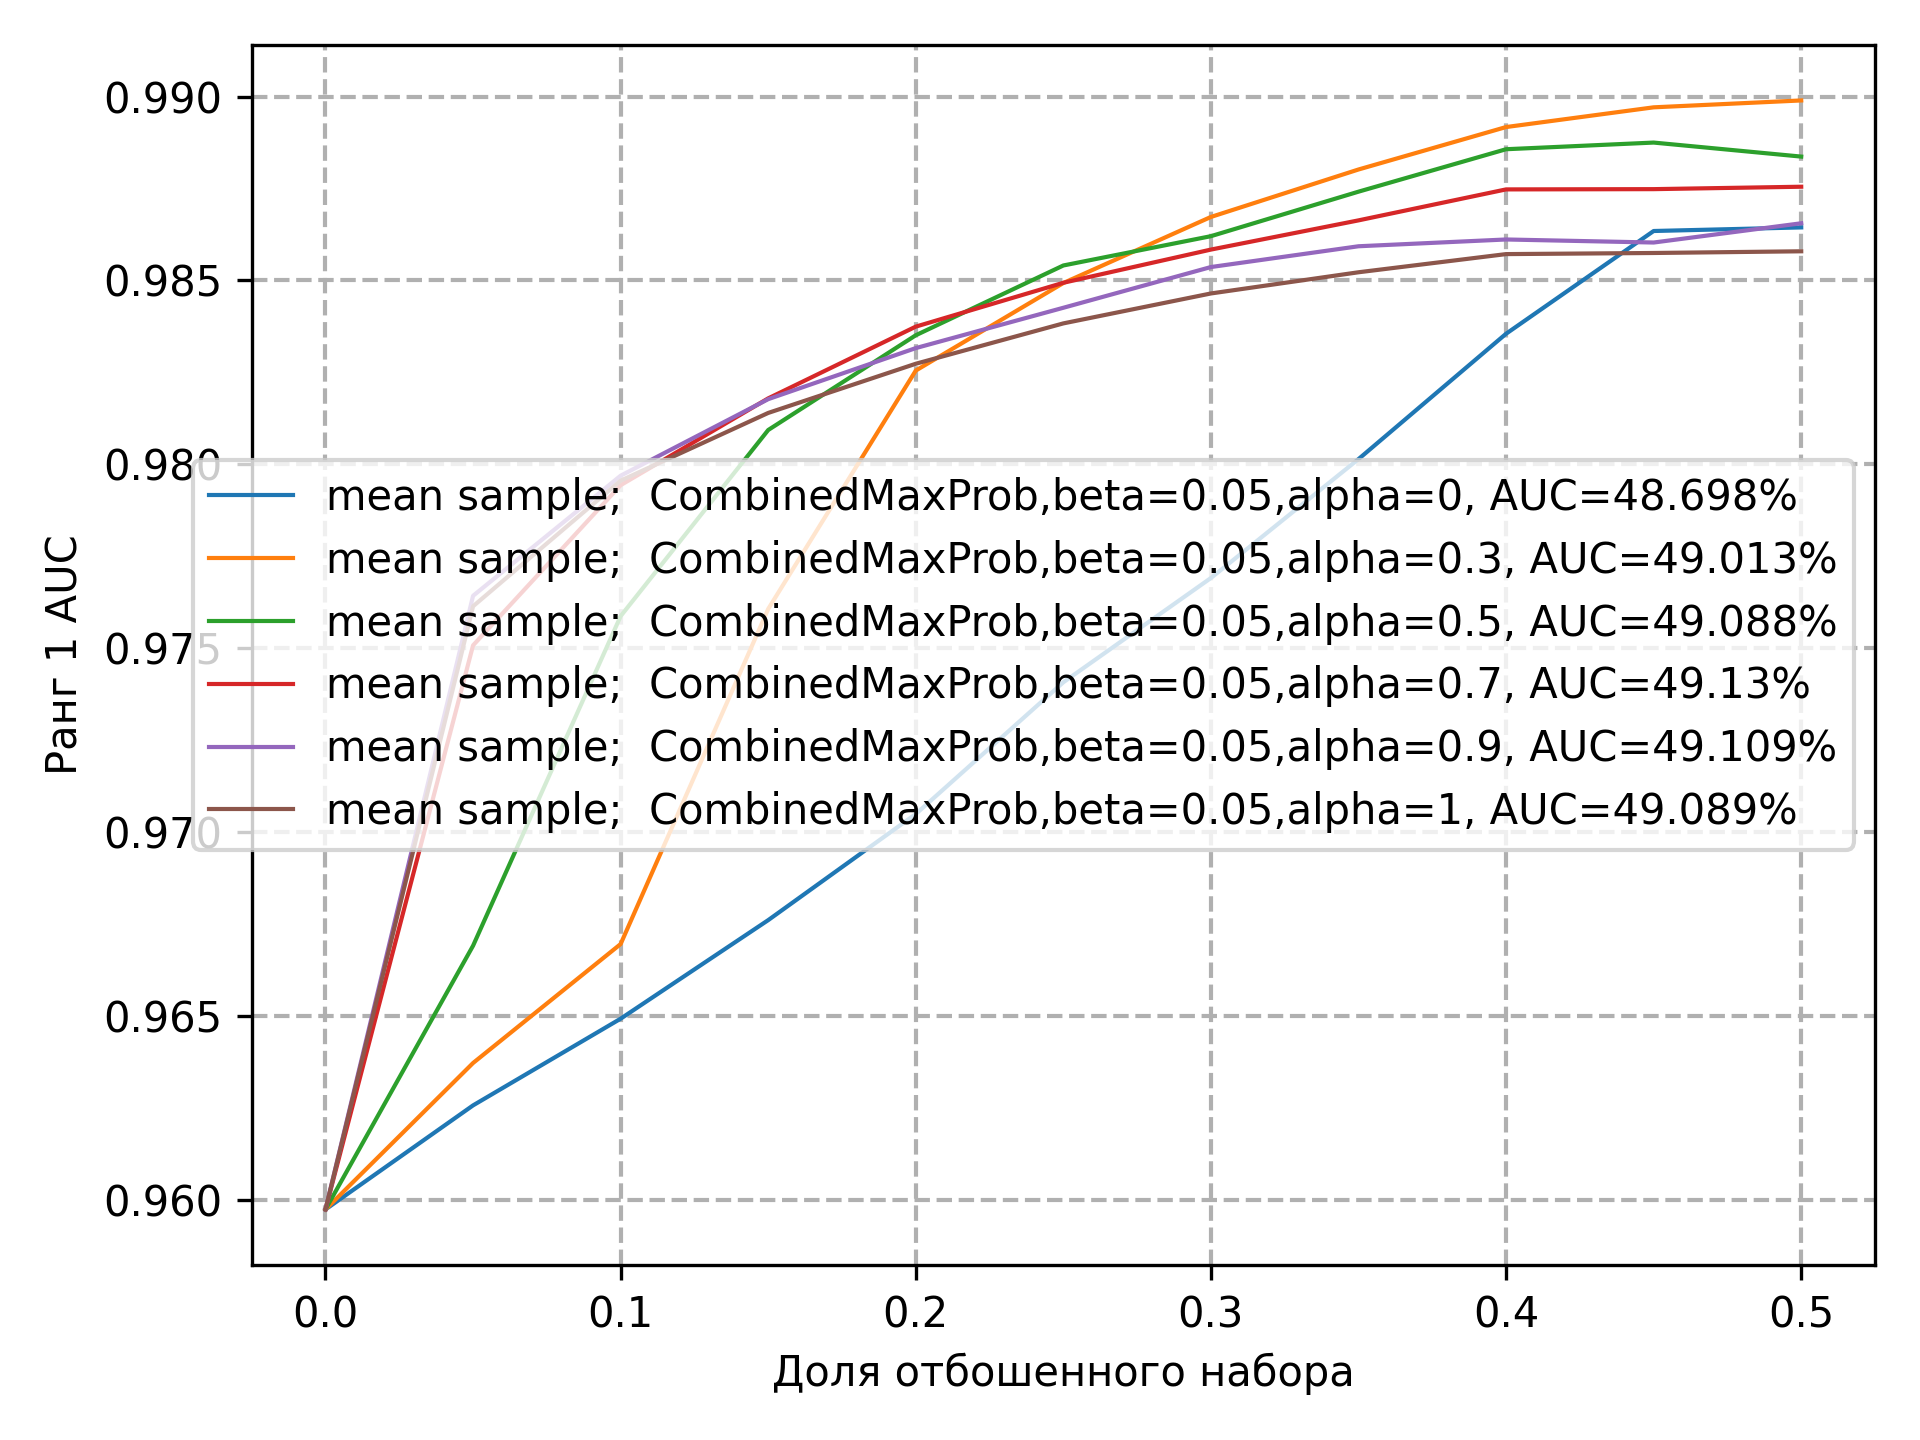 0.990
0.985
0.980
0.975
0.970
0.965
0.960
Ранг 1 AUC
mean sample;  CombinedMaxProb,beta=0.05,alpha=0, AUC=48.698%
mean sample;  CombinedMaxProb,beta=0.05,alpha=0.3, AUC=49.013%
mean sample;  CombinedMaxProb,beta=0.05,alpha=0.5, AUC=49.088%
mean sample;  CombinedMaxProb,beta=0.05,alpha=0.7, AUC=49.13%
mean sample;  CombinedMaxProb,beta=0.05,alpha=0.9, AUC=49.109%
mean sample;  CombinedMaxProb,beta=0.05,alpha=1, AUC=49.089%
0.0 0.1 0.2 0.3 0.4 0.5
Доля отбошенного набора